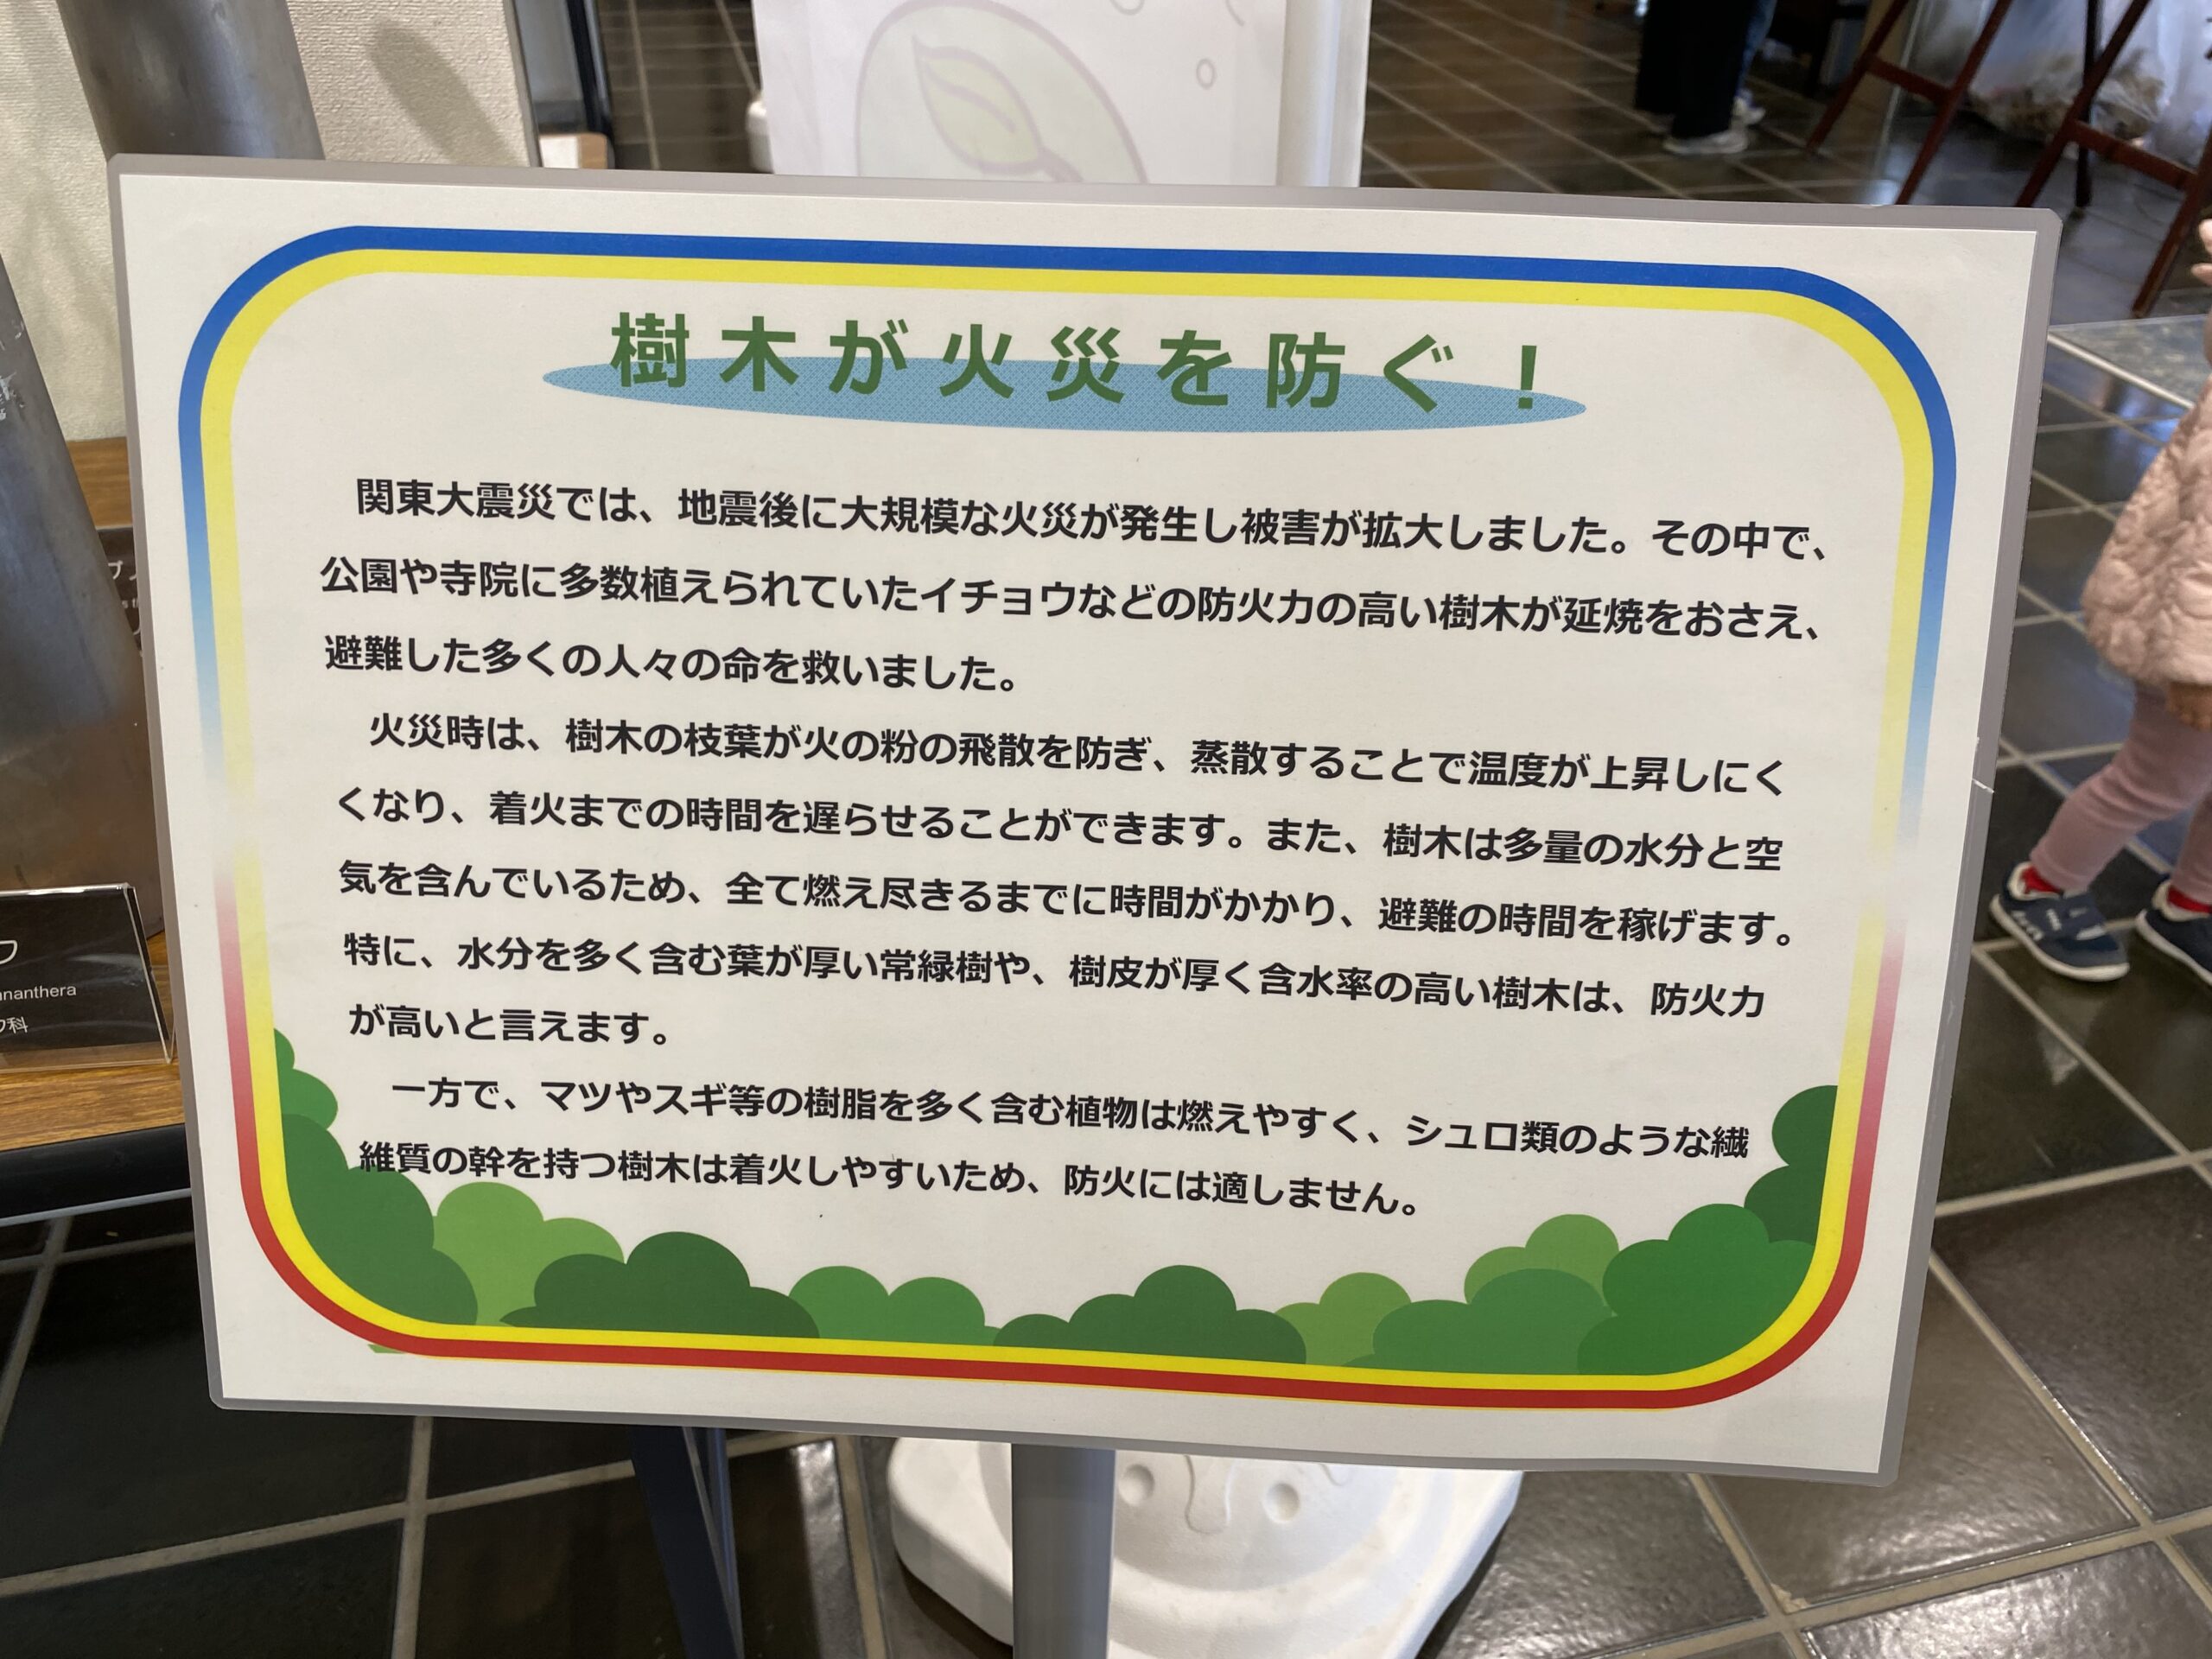 樹木が火災を防ぐ！
関東大震災では、地震後に大規模な火災が発生し被害が拡大しました。その中で、
公園や寺院に多数植えられていたイチョウなどの防火力の高い樹木が延焼をおさえ、
避難した多くの人々の命を救いました。
火災時は、樹木の枝葉が火の粉の飛散を防ぎ、蒸散することで温度が上昇しにく
くなり、着火までの時間を遅らせることができます。また、樹木は多量の水分と空
気を含んでいるため、全て燃え尽きるまでに時間がかかり、避難の時間を稼げます。
特に、水分を多く含む葉が厚い常緑樹や、樹皮が厚く含水率の高い樹木は、防火力
が高いと言えます。
一方で、マツやスギ等の樹脂を多く含む植物は燃えやすく、シュロ類のような繊
維質の幹を持つ樹木は着火しやすいため、防火には適しません。
ク
nanthera
ク科